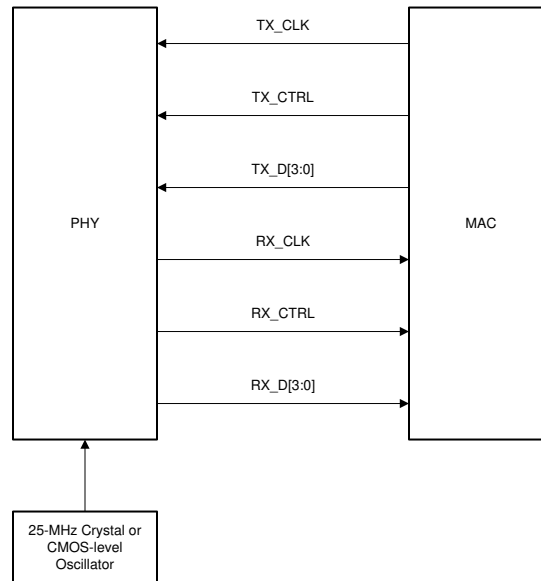 TX_CLK
TX_CTRL
TX_D[3:0]
PHY
MAC
RX_CLK
RX_CTRL
RX_D[3:0]
25-MHz Crystal or
CMOS-level
Oscillator